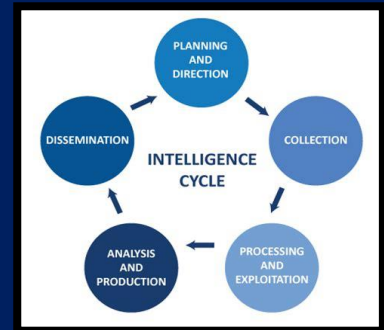 PLANNING
AND
DIRECTION
COLLECTION
PROCESSING
AND
EXPLOITATION
ANALYSIS
AND
PRODUCTION
DISSEMINATION
INTELLIGENCE
CYCLE